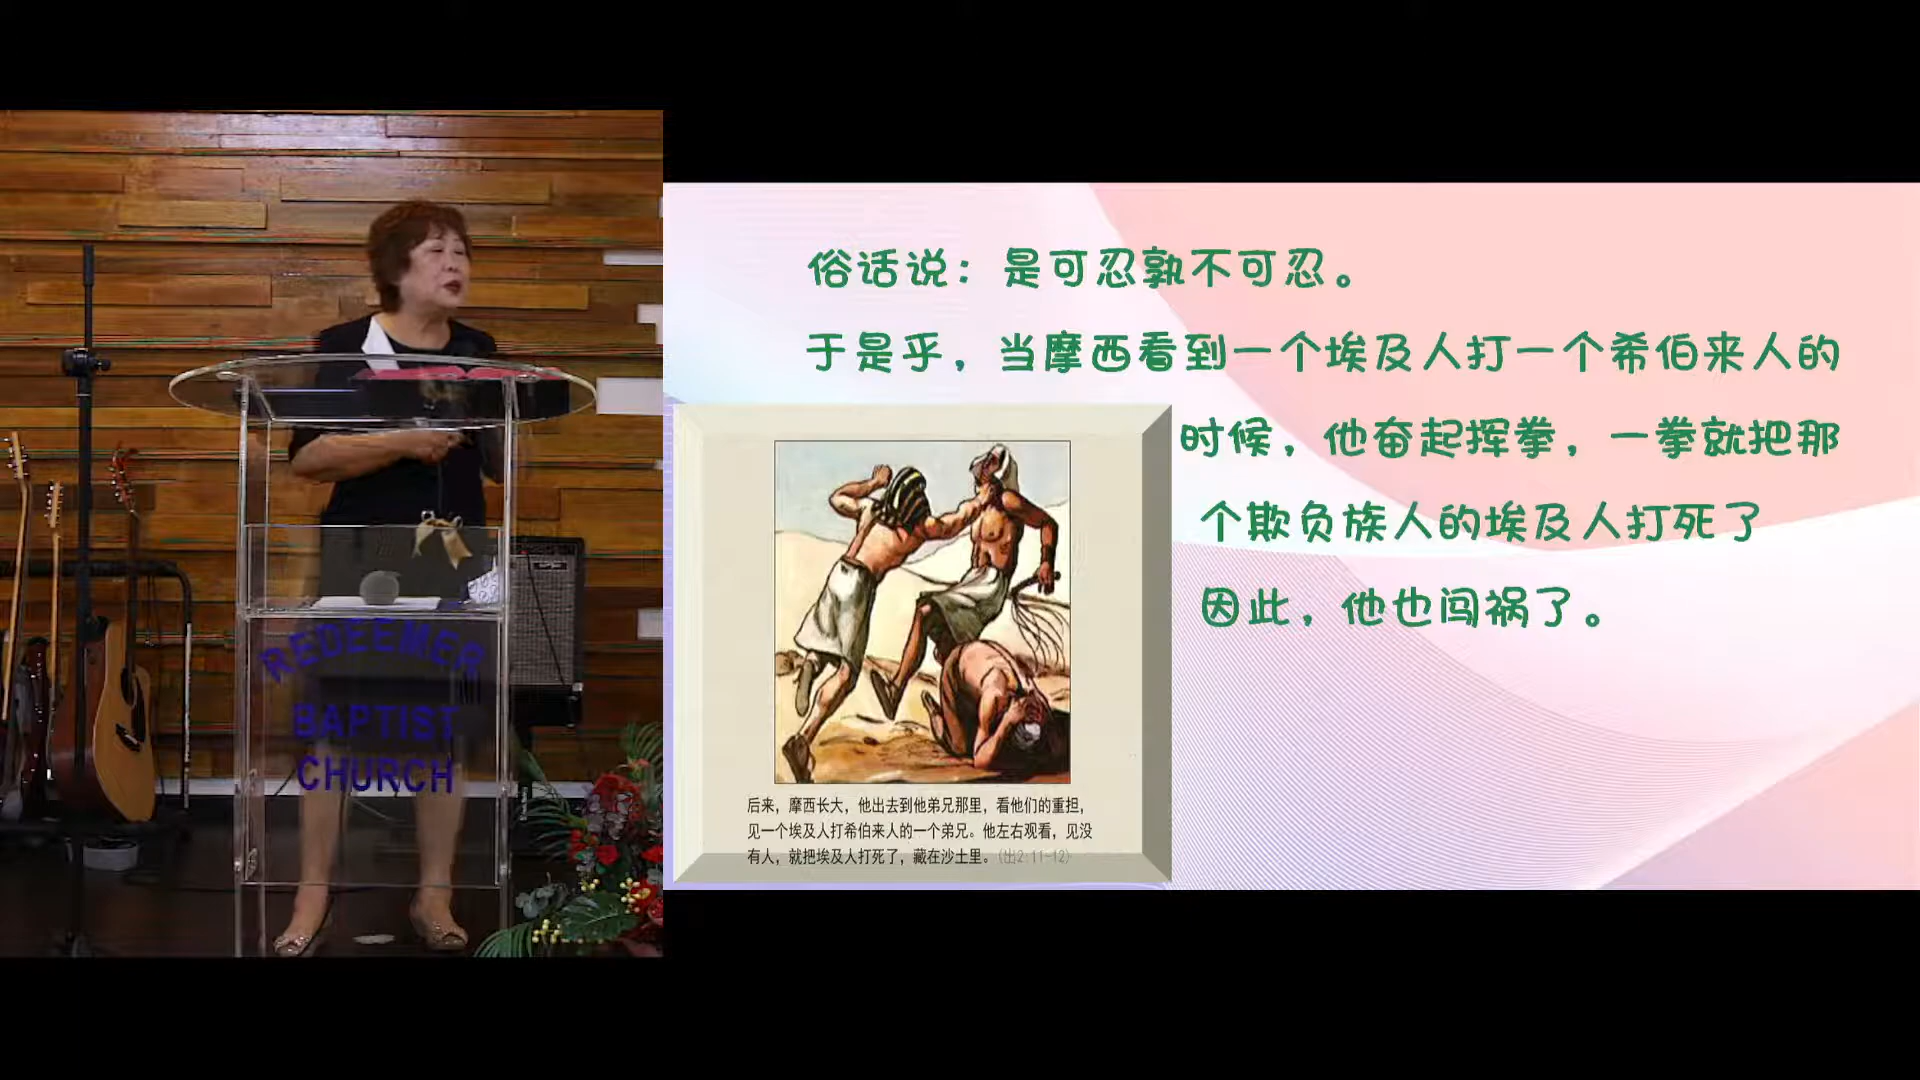 俗话说：是可忍孰不可忍。
于是乎，当摩西看到一个埃及人打一个希伯来人的
时候，他奋起挥拳，一拳就把那
个欺负族人的埃及人打死了
因此，他也闯祸了。
后来，摩西长大，他出去到他弟兄那里，看他们的重担，
见一个埃及人打希伯来人的一个弟兄。他左右观看，见没
有人，就把埃及人打死了，藏在沙土里。（出2:11-12）
REDEEMER
BAPTIST
CHURCH